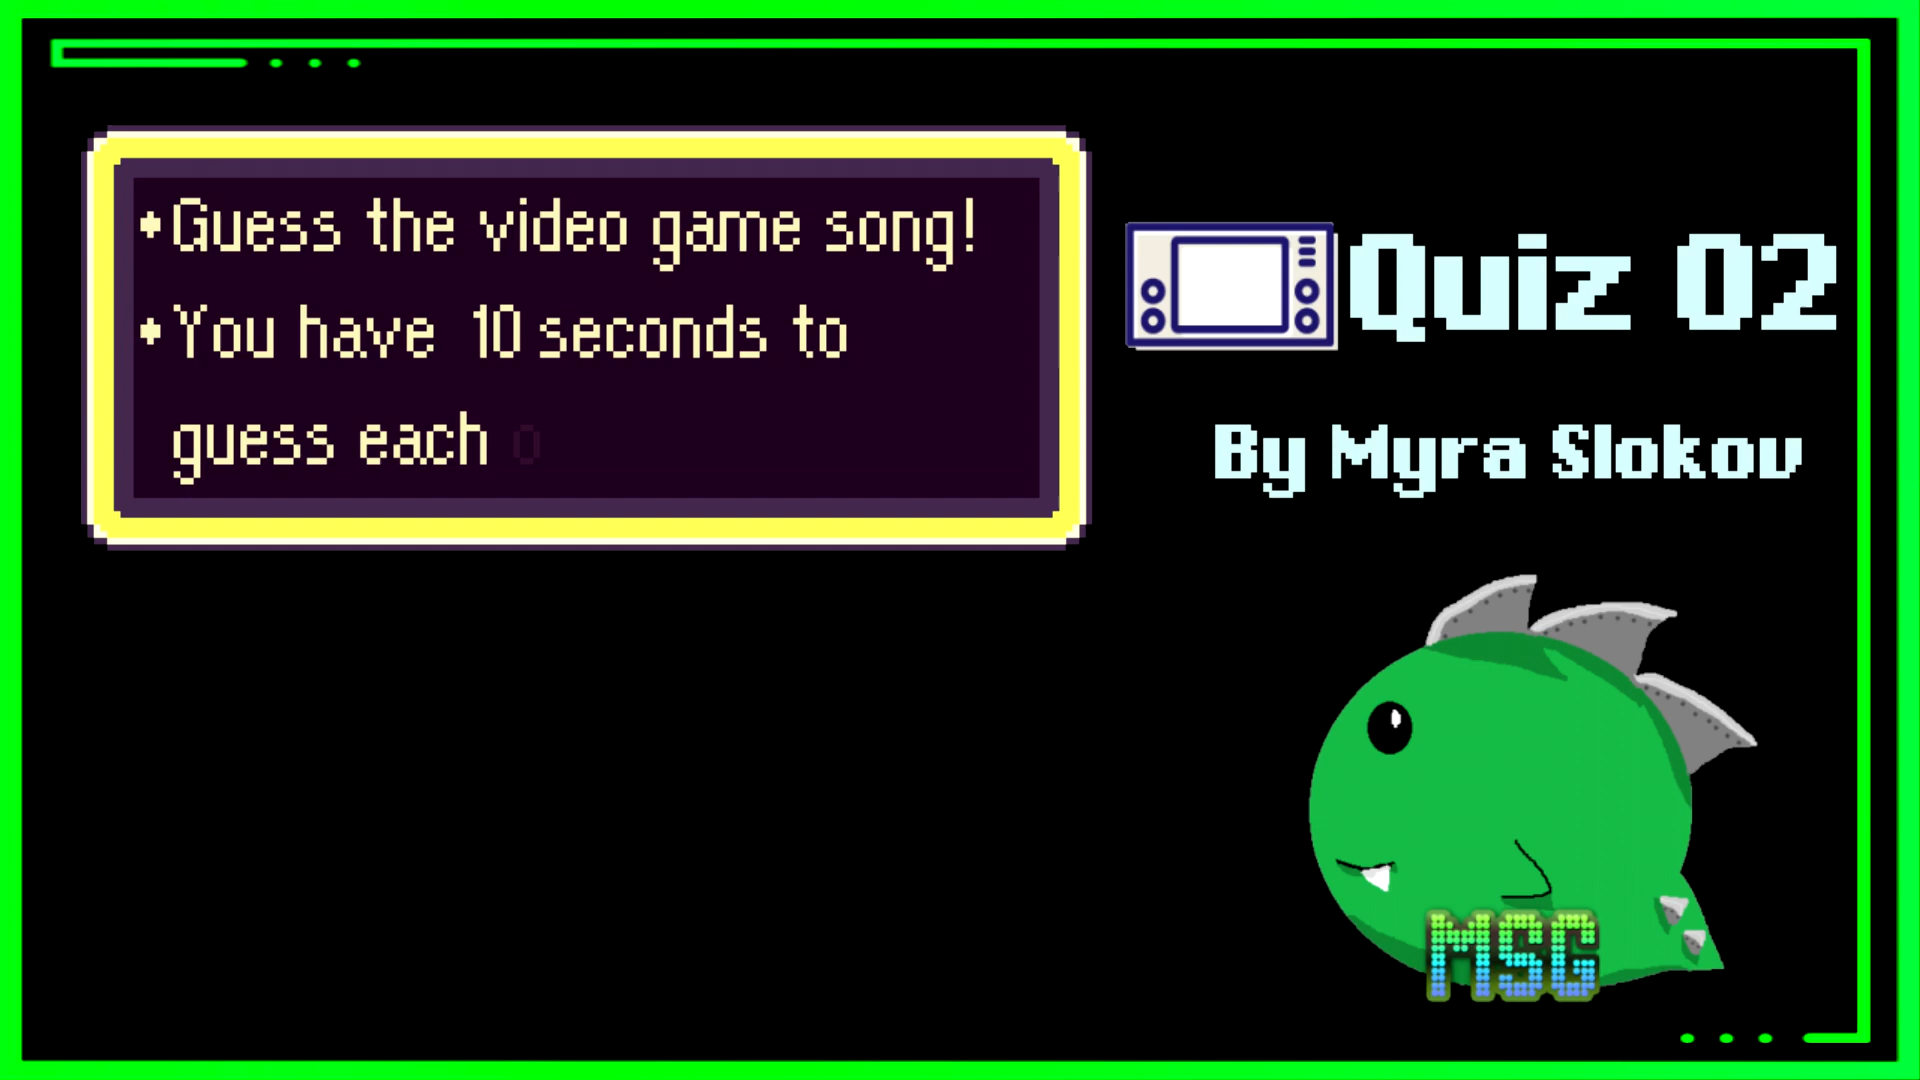 •Guess the video game song!
•You have 10 seconds to
guess each o
Quiz 02
By Myra Slokov
MSG